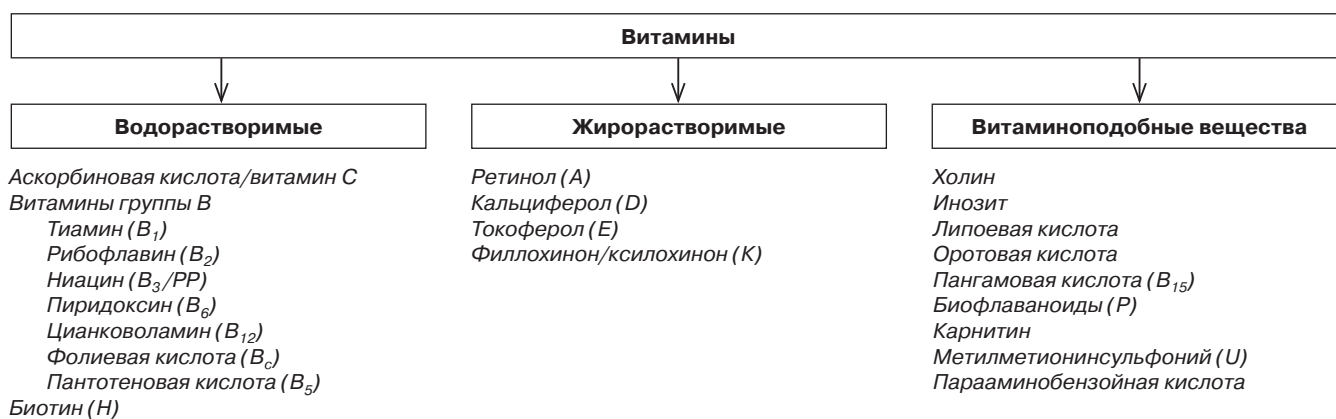 Витамины
Водорастворимые
Жирорастворимые
Витаминоподобные вещества
Аскорбиновая кислота/витамин С
Витамины группы В
Тиамин (B₁)
Рибофлавин (B₂)
Ниацин (B₃/PP)
Пиридоксин (B₆)
Цианковоламин (B₁₂)
Фолиевая кислота (B_c)
Пантотеновая кислота (B₅)
Биотин (Н)
Ретинол (А)
Кальциферол (D)
Токоферол (Е)
Филлохинон/ксилохинон (К)
Холин
Инозит
Липоевая кислота
Оротовая кислота
Пангамовая кислота (B₁₅)
Биофлаваноиды (Р)
Карнитин
Метилметионинсульфоний (U)
Парааминобензойная кислота